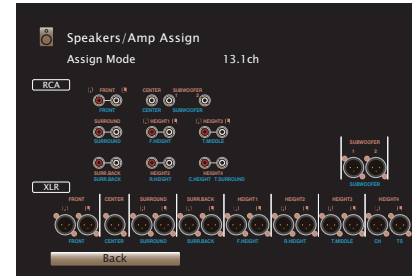 Speakers/Amp Assign
Assign Mode 13.1ch
RCA
FRONT CENTER SUBWOOFER
1 2
FRONT CENTER SUBWOOFER
SURROUND HEIGHT1 HEIGHT3
SURROUND F.HEIGHT T.MIDDLE
SURR.BACK HEIGHT2 HEIGHT4
SURR.BACK R.HEIGHT C.HEIGHT T.SURROUND
SUBWOOFER
1 2
SUBWOOFER
XLR
FRONT CENTER SURROUND SURR.BACK HEIGHT1 HEIGHT2 HEIGHT3 HEIGHT4
FRONT CENTER SURROUND SURR.BACK F.HEIGHT R.HEIGHT T.MIDDLE CH TS
Back